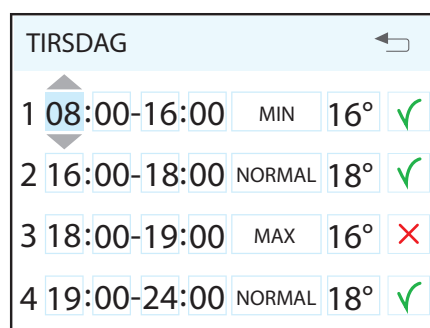 TIRSDAG
1 08:00-16:00 MIN 16°
2 16:00-18:00 NORMAL 18°
3 18:00-19:00 MAX 16°
4 19:00-24:00 NORMAL 18°